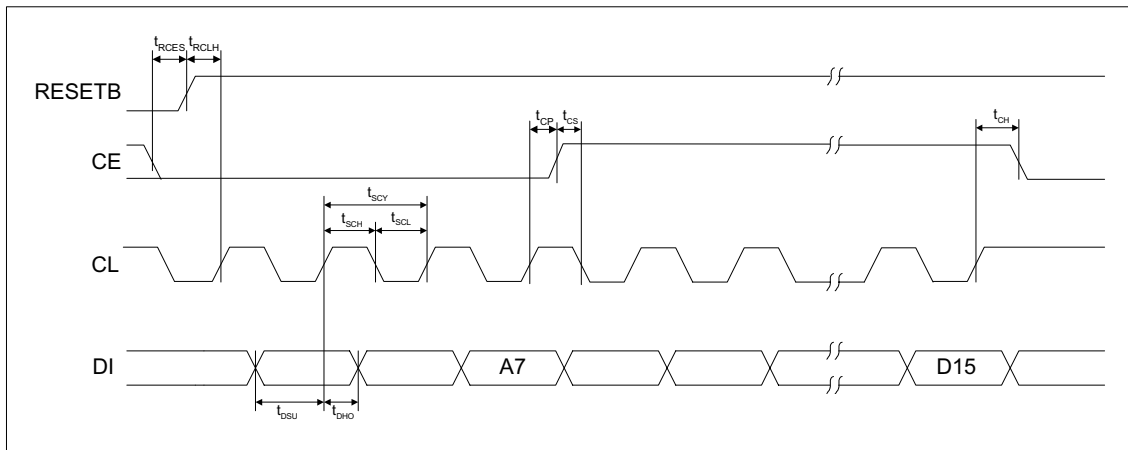 tRCES tRCLH
RESETB
tCP tCS
tCH
CE
tSCY
tSCH tSCL
CL
DI
A7
D15
tDSU tDHO